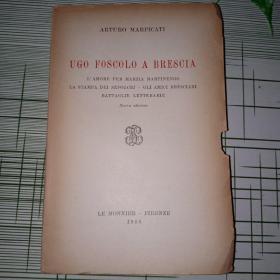 ARTURO MARPICATI
UGO FOSCOLO A BRESCIA
L'AMORE PER MARZIA MARTINENGO
LA STAMPA DEI SEPOLCRI - GLI AMICI BRESCIANI
BATTAGLIE LETTERARIE
Nuova edizione
LE MONNIER - FIRENZE